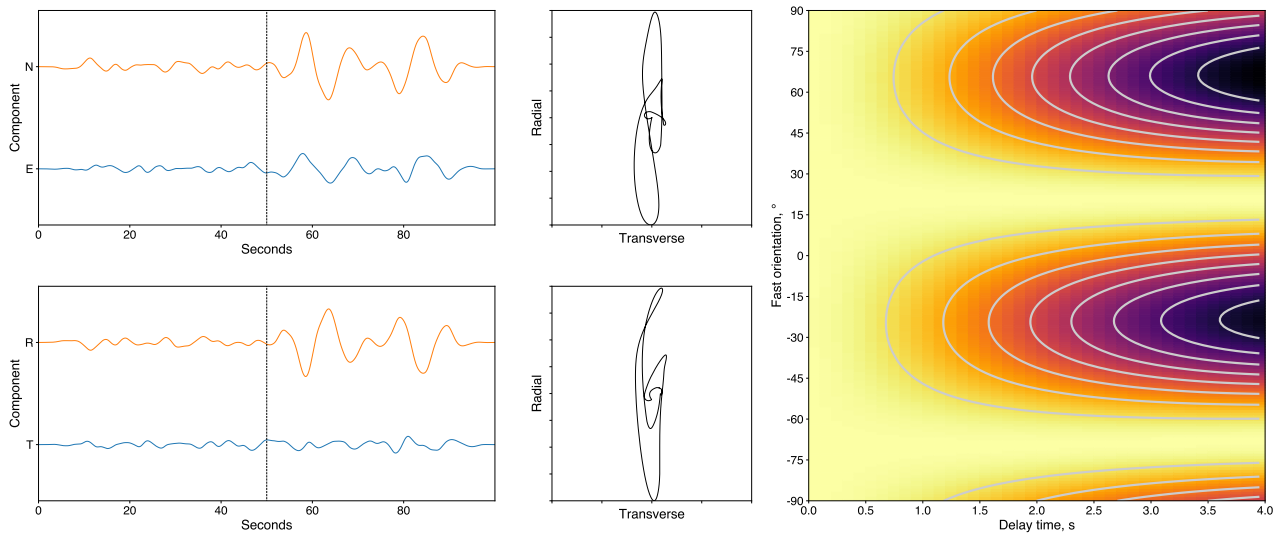 N
E
Component
0 20 40 60 80
Seconds
Radial
Transverse
R
T
Component
0 20 40 60 80
Seconds
Radial
Transverse
90
75
60
45
30
15
0
-15
-30
-45
-60
-75
-90
Fast orientation, °
0.0 0.5 1.0 1.5 2.0 2.5 3.0 3.5 4.0
Delay time, s